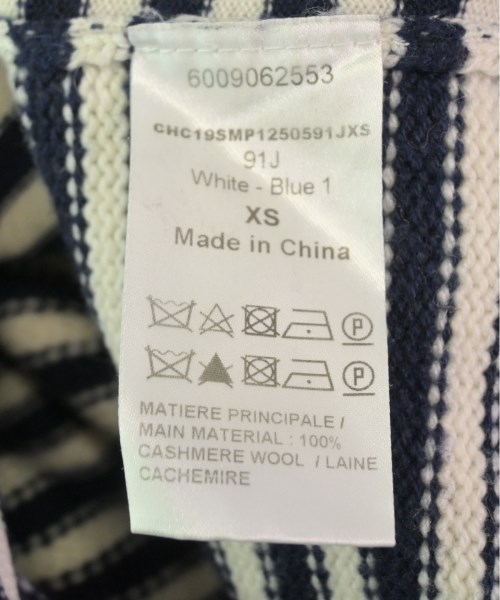 6009062553
CHC19SMP1250591JXS
91J
White - Blue 1
XS
Made in China
P
P
MATIERE PRINCIPALE /
MAIN MATERIAL : 100%
CASHMERE WOOL / LAINE
CACHEMIRE